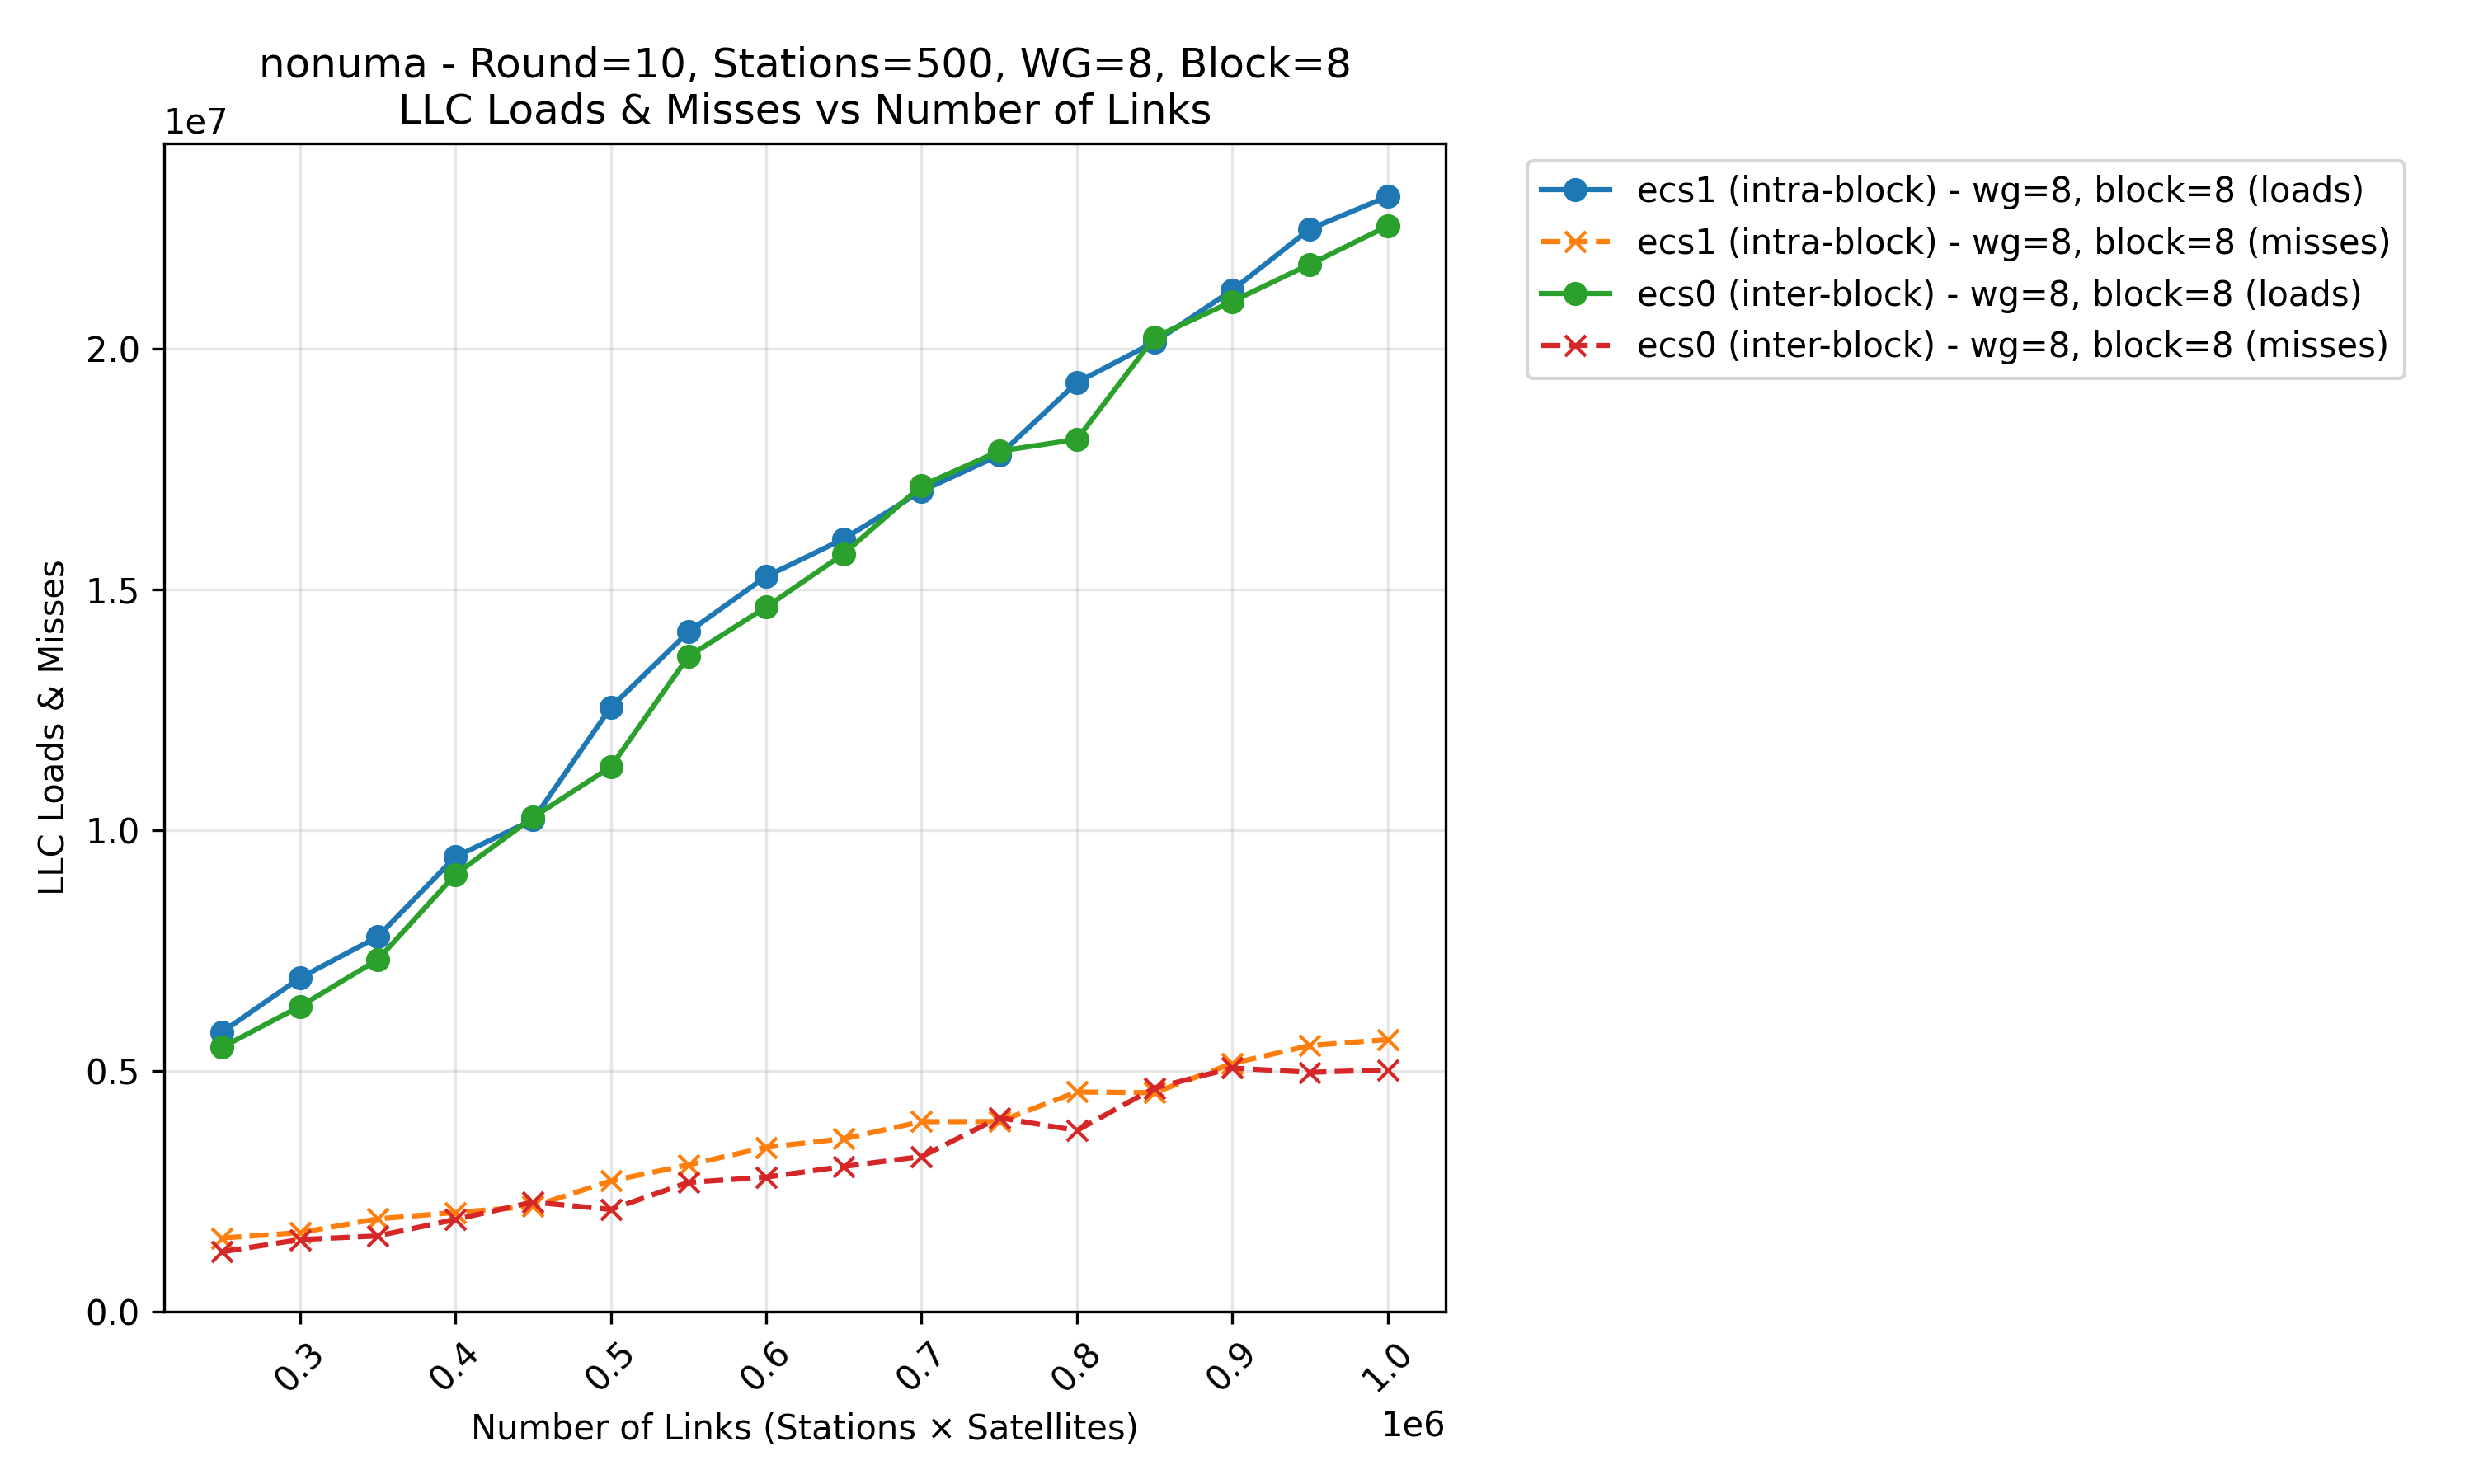 nonuma - Round=10, Stations=500, WG=8, Block=8
LLC Loads & Misses vs Number of Links
1e7
ecs1 (intra-block) - wg=8, block=8 (loads)
ecs1 (intra-block) - wg=8, block=8 (misses)
ecs0 (inter-block) - wg=8, block=8 (loads)
ecs0 (inter-block) - wg=8, block=8 (misses)
LLC Loads & Misses
2.0
1.5
1.0
0.5
0.0
0.3
0.4
0.5
0.6
0.7
0.8
0.9
1.0
Number of Links (Stations × Satellites)
1e6